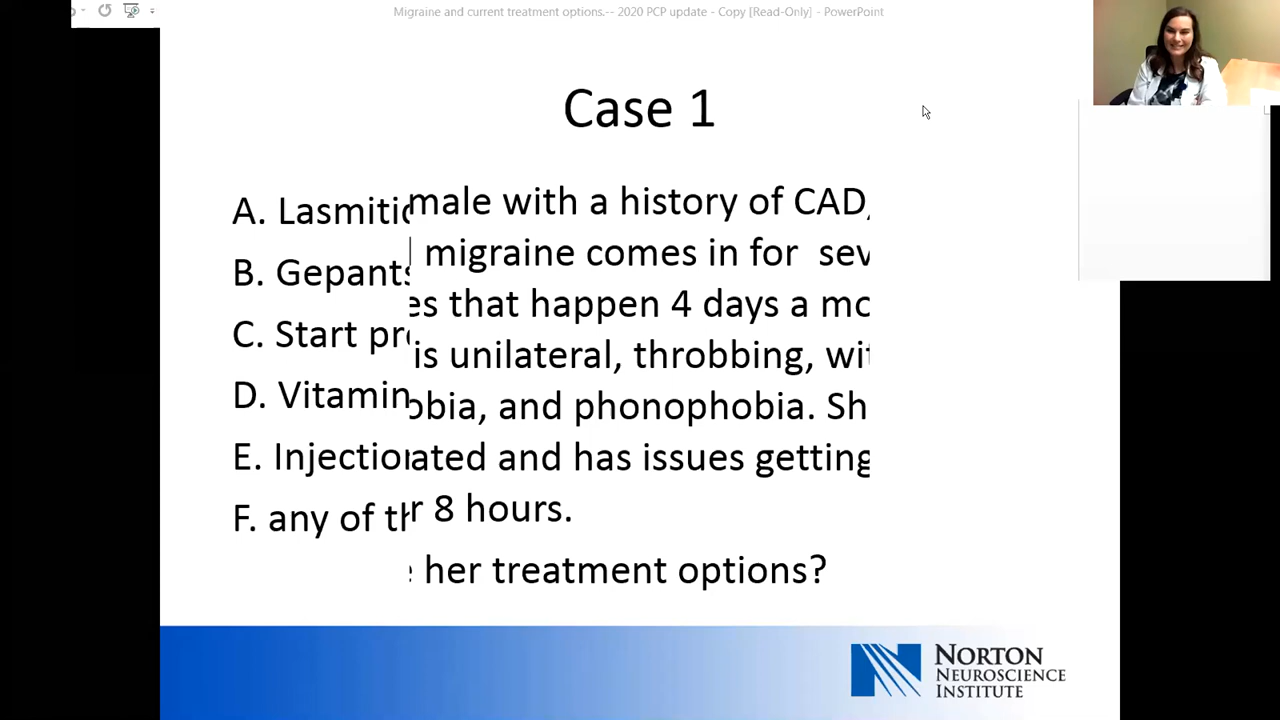 Migraine and current treatment options.-- 2020 PCP update - Copy [Read-Only] - PowerPoint
Case 1
A. Lasmiti
male with a history of CAD,
B. Gepants
migraine comes in for sev
C. Start pr
es that happen 4 days a mo
is unilateral, throbbing, wit
D. Vitamin
obia, and phonophobia. Sh
E. Injectio
ated and has issues getting
F. any of th
r 8 hours.
her treatment options?
NORTON
NEUROSCIENCE
INSTITUTE